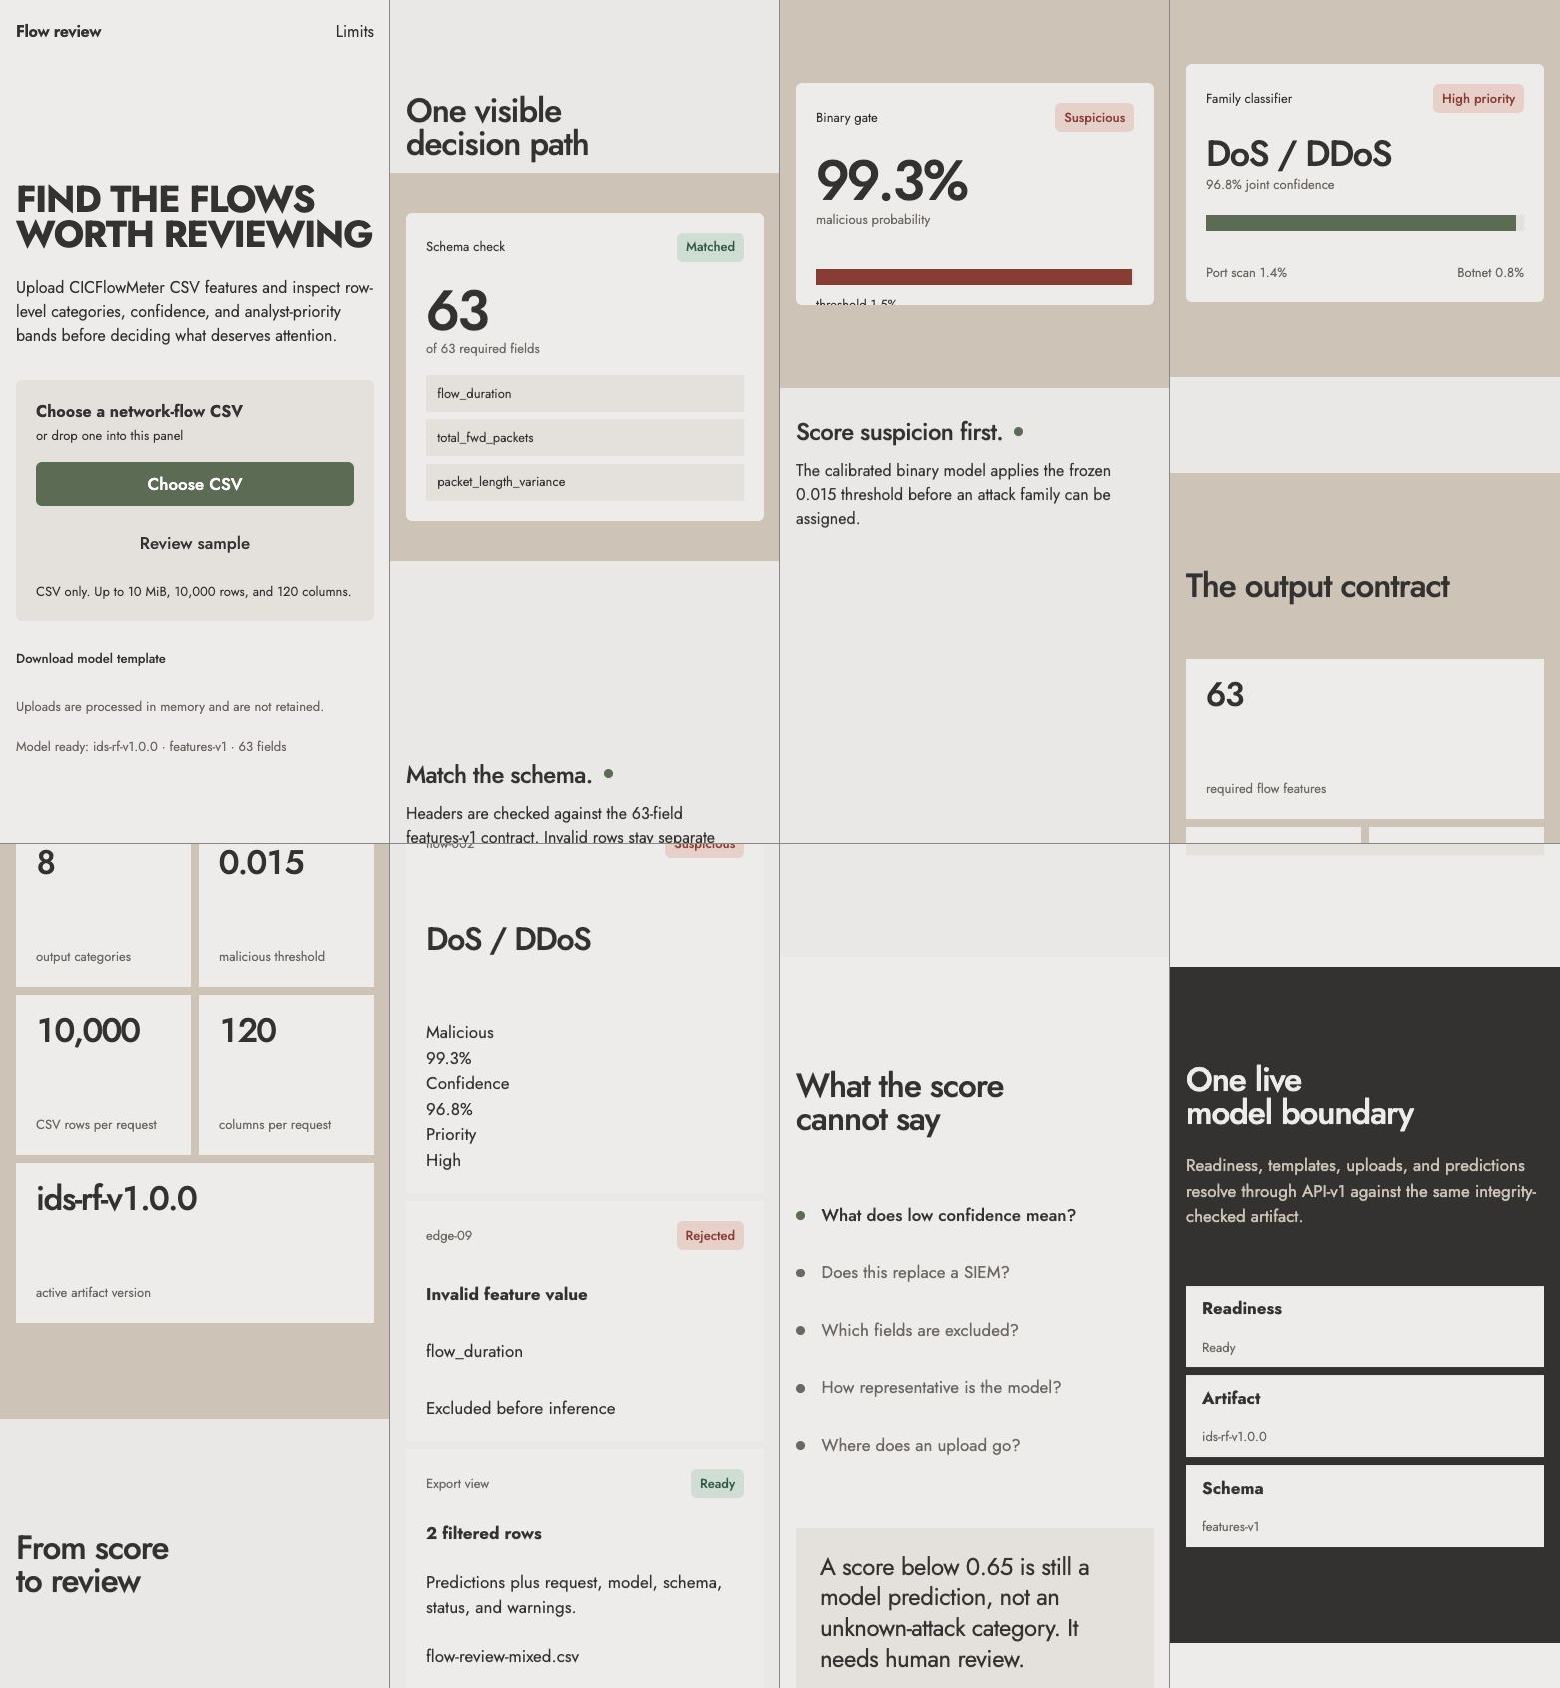 Flow review
Limits
FIND THE FLOWS
WORTH REVIEWING
Upload CICFlowMeter CSV features and inspect row-
level categories, confidence, and analyst-priority
bands before deciding what deserves attention.
Choose a network-flow CSV
or drop one into this panel
Choose CSV
Review sample
CSV only. Up to 10 MiB, 10,000 rows, and 120 columns.
Download model template
Uploads are processed in memory and are not retained.
Model ready: ids-rf-v1.0.0 · features-v1 · 63 fields
One visible
decision path
Schema check
Matched
63
of 63 required fields
flow_duration
total_fwd_packets
packet_length_variance
Match the schema.
Headers are checked against the 63-field
features-v1 contract. Invalid rows stay separate
Binary gate
Suspicious
99.3%
malicious probability
threshold 1.5%
Score suspicion first.
The calibrated binary model applies the frozen
0.015 threshold before an attack family can be
assigned.
Family classifier
High priority
DoS / DDoS
96.8% joint confidence
Port scan 1.4%
Botnet 0.8%
The output contract
63
required flow features
8
output categories
0.015
malicious threshold
10,000
CSV rows per request
120
columns per request
ids-rf-v1.0.0
active artifact version
From score
to review
Suspicious
DoS / DDoS
Malicious
99.3%
Confidence
96.8%
Priority
High
edge-09
Rejected
Invalid feature value
flow_duration
Excluded before inference
Export view
Ready
2 filtered rows
Predictions plus request, model, schema,
status, and warnings.
flow-review-mixed.csv
What the score
cannot say
What does low confidence mean?
Does this replace a SIEM?
Which fields are excluded?
How representative is the model?
Where does an upload go?
A score below 0.65 is still a
model prediction, not an
unknown-attack category. It
needs human review.
One live
model boundary
Readiness, templates, uploads, and predictions
resolve through API-v1 against the same integrity-
checked artifact.
Readiness
Ready
Artifact
ids-rf-v1.0.0
Schema
features-v1